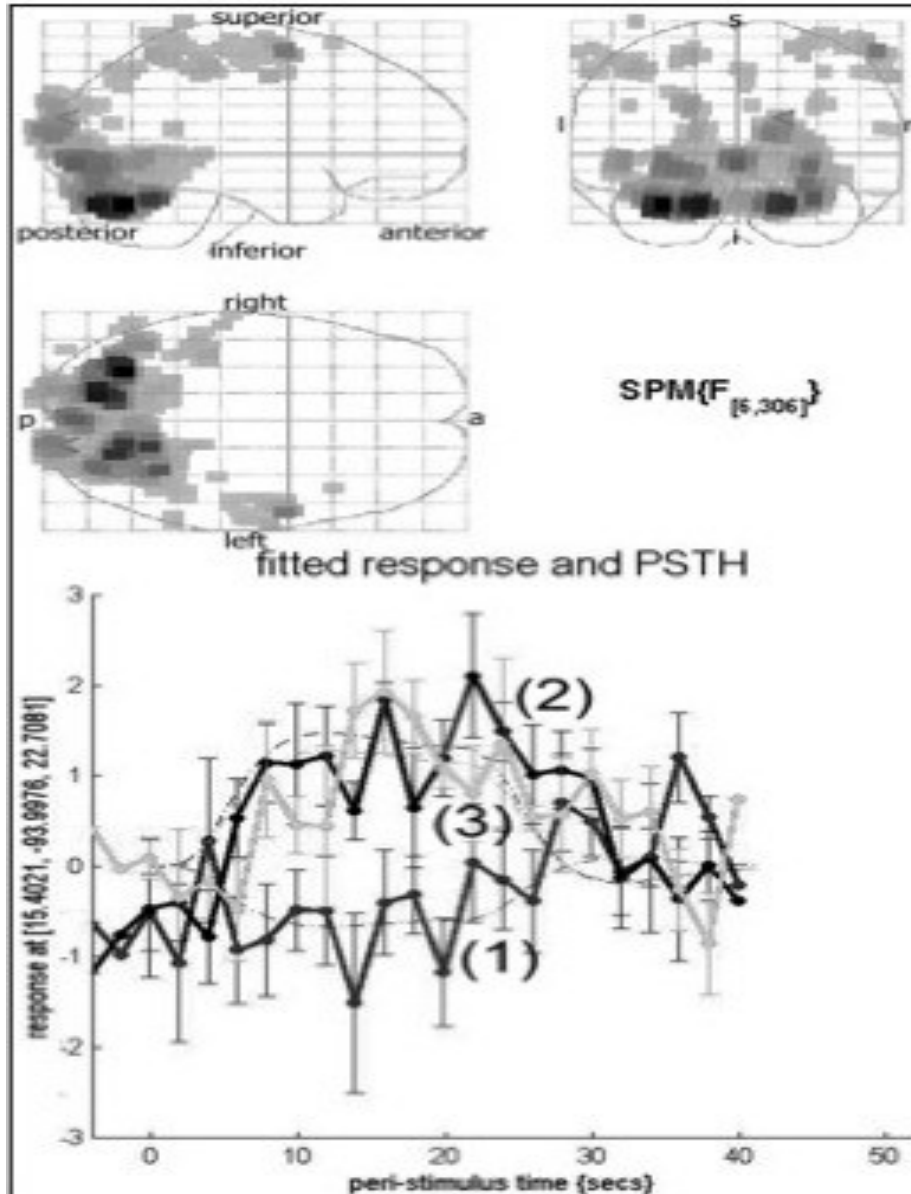 superior
s
l
r
posterior
inferior
anterior
i
right
p
a
left
SPM{F[6,306]}
fitted response and PSTH
response at [15.4021, -93.9976, 22.7081]
3
2
1
0
-1
-2
-3
(2)
(3)
(1)
0
10
20
30
40
50
peri-stimulus time {secs}